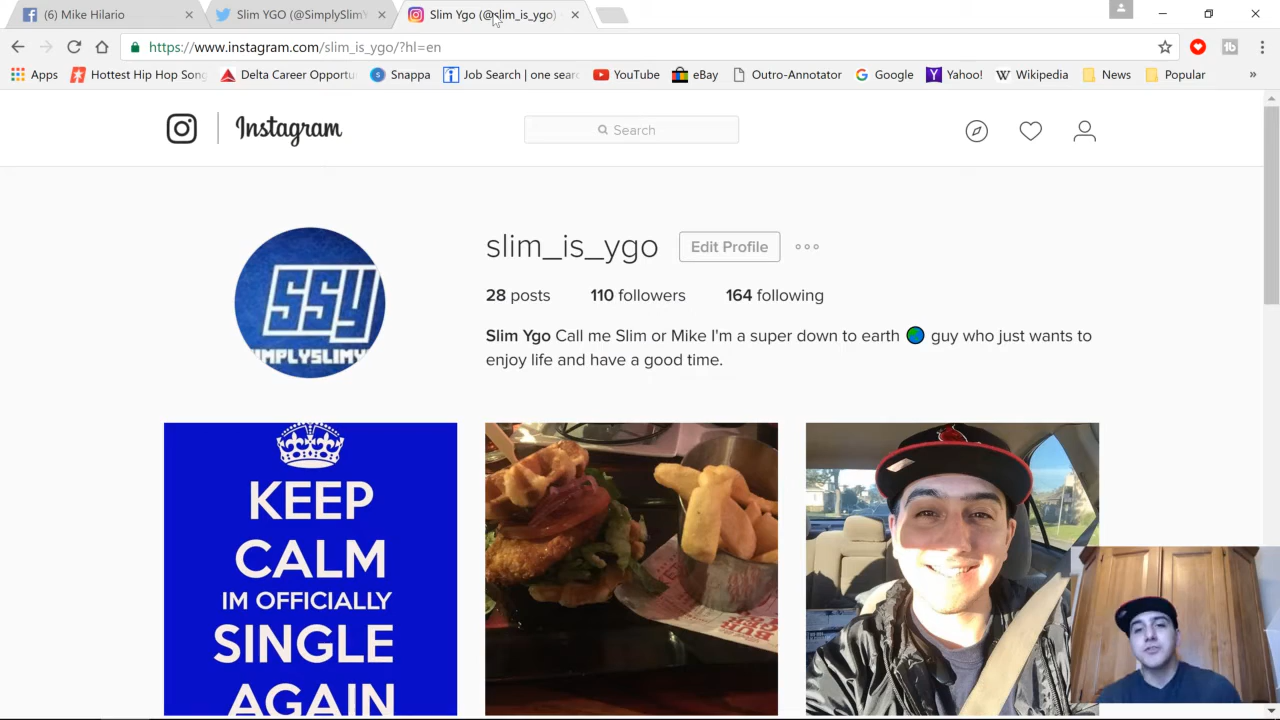 (6) Mike Hilario
Slim YGO (@SimplySlimY
Slim Ygo (@slim_is_ygo)
https://www.instagram.com/slim_is_ygo/?hl=en
Apps
Hottest Hip Hop Song
Delta Career Opportu
Snappa
Job Search | one searc
YouTube
eBay
Outro-Annotator
Google
Yahoo!
Wikipedia
News
Popular
Instagram
Search
slim_is_ygo
Edit Profile
28 posts
110 followers
164 following
Slim Ygo Call me Slim or Mike I'm a super down to earth guy who just wants to
enjoy life and have a good time.
SSY
KEEP
CALM
IM OFFICIALLY
SINGLE
AGAIN